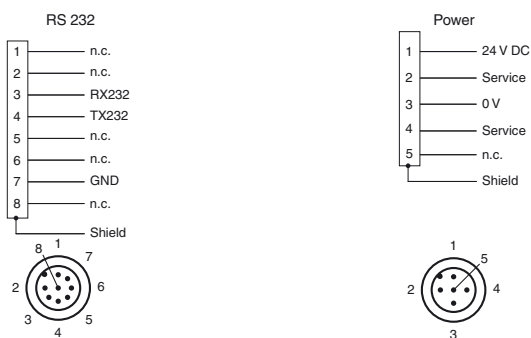 RS 232
1 n.c.
2 n.c.
3 RX232
4 TX232
5 n.c.
6 n.c.
7 GND
8 n.c.
Shield
8 1 7
2 6
3 5
4
Power
1 24 V DC
2 Service
3 0 V
4 Service
5 n.c.
Shield
1 5
2 4
3